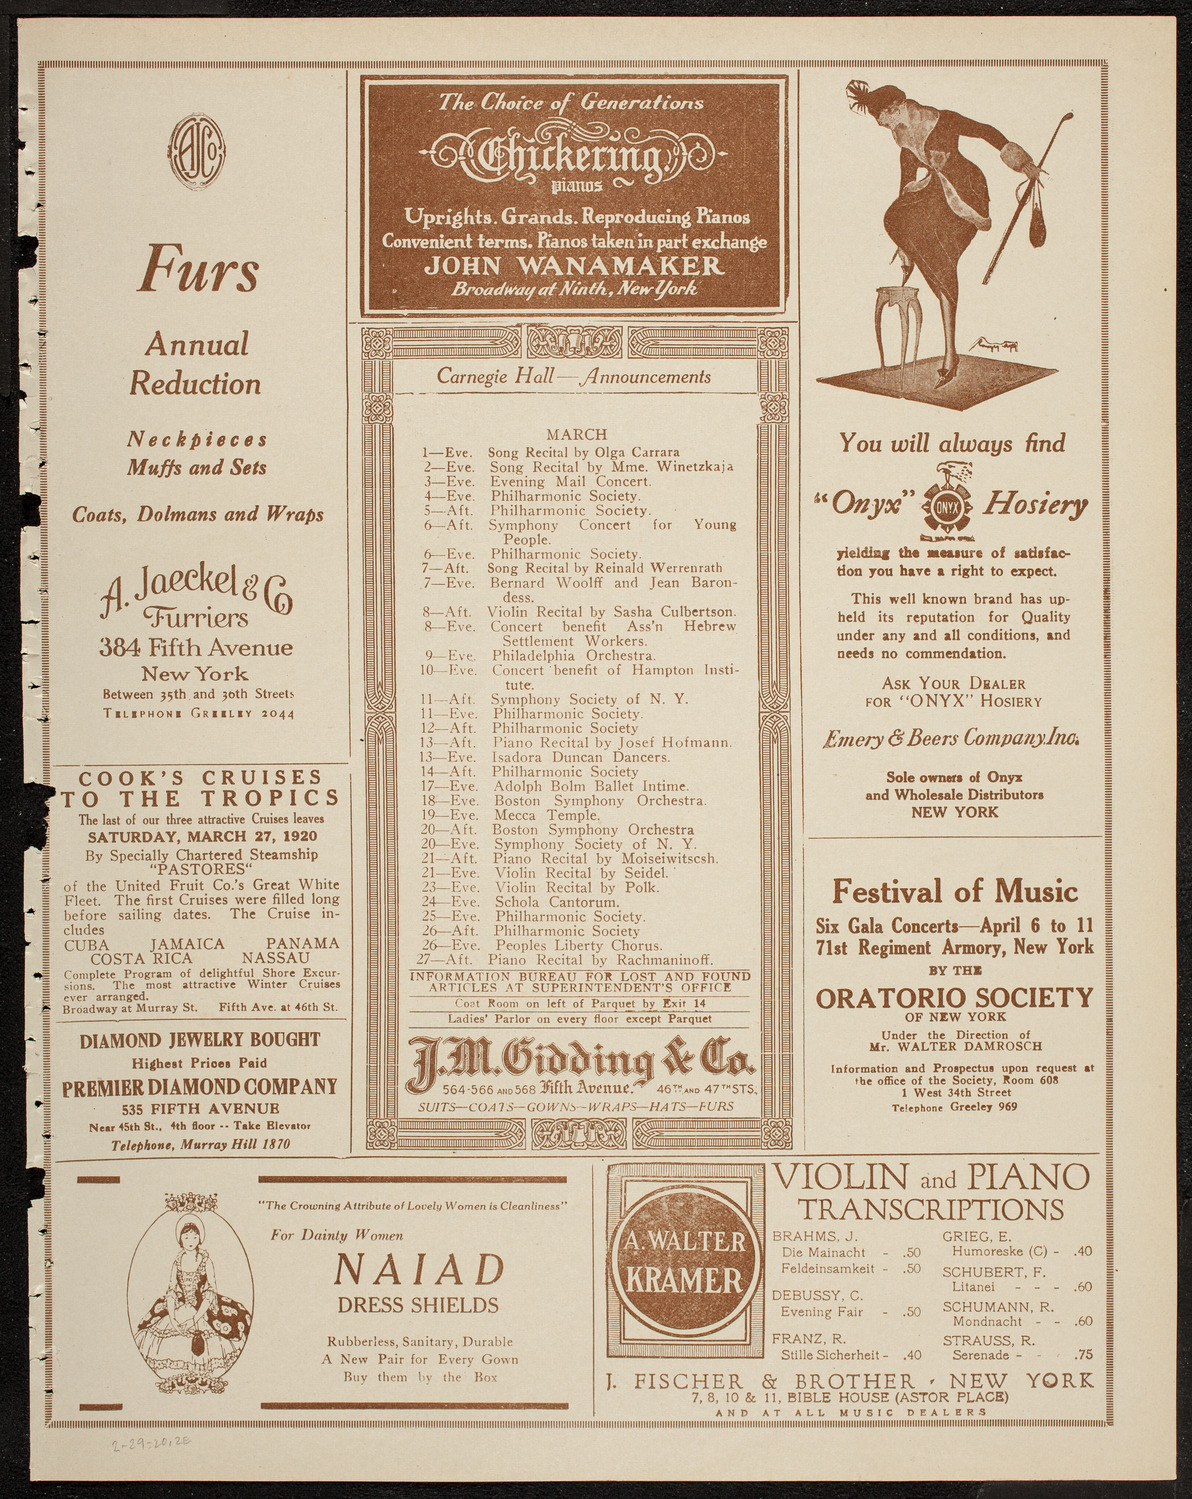 AJCo
Furs
Annual
Reduction
Neckpieces
Muffs and Sets
Coats, Dolmans and Wraps
A. Jaeckel & Co
Furriers
384 Fifth Avenue
New York
Between 35th and 36th Streets
TELEPHONE GREELEY 2044
COOK'S CRUISES
TO THE TROPICS
The last of our three attractive Cruises leaves
SATURDAY, MARCH 27, 1920
By Specially Chartered Steamship
"PASTORES"
of the United Fruit Co.'s Great White
Fleet. The first Cruises were filled long
before sailing dates. The Cruise in-
cludes
CUBA JAMAICA PANAMA
COSTA RICA NASSAU
Complete Program of delightful Shore Excur-
sions. The most attractive Winter Cruises
ever arranged.
Broadway at Murray St. Fifth Ave. at 46th St.
DIAMOND JEWELRY BOUGHT
Highest Prices Paid
PREMIER DIAMOND COMPANY
535 FIFTH AVENUE
Near 45th St., 4th floor -- Take Elevator
Telephone, Murray Hill 1870
The Choice of Generations
Chickering
pianos
Uprights. Grands. Reproducing Pianos
Convenient terms. Pianos taken in part exchange
JOHN WANAMAKER
Broadway at Ninth, New York
Carnegie Hall—Announcements
MARCH
1—Eve. Song Recital by Olga Carrara
2—Eve. Song Recital by Mme. Winetzkaja
3—Eve. Evening Mail Concert.
4—Eve. Philharmonic Society.
5—Aft. Philharmonic Society.
6—Aft. Symphony Concert for Young
People.
6—Eve. Philharmonic Society.
7—Aft. Song Recital by Reinald Werrenrath
7—Eve. Bernard Woolff and Jean Baron-
dess.
8—Aft. Violin Recital by Sasha Culbertson.
8—Eve. Concert benefit Ass'n Hebrew
Settlement Workers.
9—Eve. Philadelphia Orchestra.
10—Eve. Concert benefit of Hampton Insti-
tute.
11—Aft. Symphony Society of N. Y.
11—Eve. Philharmonic Society.
12—Aft. Philharmonic Society
13—Aft. Piano Recital by Josef Hofmann.
13—Eve. Isadora Duncan Dancers.
14—Aft. Philharmonic Society
17—Eve. Adolph Bolm Ballet Intime.
18—Eve. Boston Symphony Orchestra.
19—Eve. Mecca Temple.
20—Aft. Boston Symphony Orchestra
20—Eve. Symphony Society of N. Y.
21—Aft. Piano Recital by Moiseiwitscsh.
21—Eve. Violin Recital by Seidel.
23—Eve. Violin Recital by Polk.
24—Eve. Schola Cantorum.
25—Eve. Philharmonic Society.
26—Aft. Philharmonic Society
26—Eve. Peoples Liberty Chorus.
27—Aft. Piano Recital by Rachmaninoff.
INFORMATION BUREAU FOR LOST AND FOUND
ARTICLES AT SUPERINTENDENT'S OFFICE
Coat Room on left of Parquet by Exit 14
Ladies' Parlor on every floor except Parquet
J.M. Gidding & Co.
564-566 AND 568 Fifth Avenue. 46TH AND 47TH STS.
SUITS—COATS—GOWNS—WRAPS—HATS—FURS
You will always find
"Onyx" ONYX Hosiery
yielding the measure of satisfac-
tion you have a right to expect.
This well known brand has up-
held its reputation for Quality
under any and all conditions, and
needs no commendation.
ASK YOUR DEALER
FOR "ONYX" HOSIERY
Emery & Beers Company. Inc.
Sole owners of Onyx
and Wholesale Distributors
NEW YORK
Festival of Music
Six Gala Concerts—April 6 to 11
71st Regiment Armory, New York
BY THE
ORATORIO SOCIETY
OF NEW YORK
Under the Direction of
Mr. WALTER DAMROSCH
Information and Prospectus upon request at
the office of the Society, Room 608
1 West 34th Street
Telephone Greeley 969
"The Crowning Attribute of Lovely Women is Cleanliness"
For Dainty Women
NAIAD
DRESS SHIELDS
Rubberless, Sanitary, Durable
A New Pair for Every Gown
Buy them by the Box
A. WALTER
KRAMER
VIOLIN and PIANO
TRANSCRIPTIONS
BRAHMS, J.
Die Mainacht - .50
Feldeinsamkeit - .50
DEBUSSY, C.
Evening Fair - .50
FRANZ, R.
Stille Sicherheit - .40
GRIEG, E.
Humoreske (C) - .40
SCHUBERT, F.
Litanei - - - .60
SCHUMANN, R.
Mondnacht - - .60
STRAUSS, R.
Serenade - - .75
J. FISCHER & BROTHER · NEW YORK
7, 8, 10 & 11, BIBLE HOUSE (ASTOR PLACE)
AND AT ALL MUSIC DEALERS